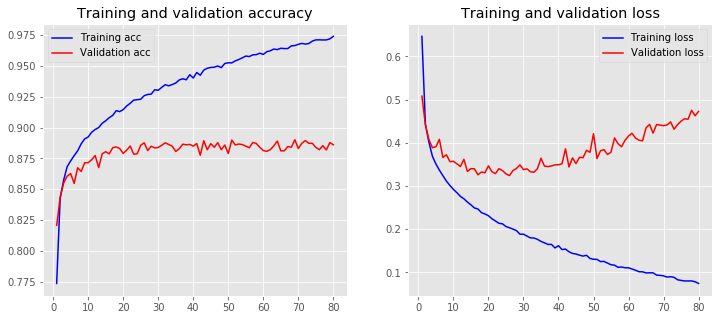 Training and validation accuracy
Training acc
Validation acc
0.975
0.950
0.925
0.900
0.875
0.850
0.825
0.800
0.775
0 10 20 30 40 50 60 70 80
Training and validation loss
Training loss
Validation loss
0.6
0.5
0.4
0.3
0.2
0.1
0 10 20 30 40 50 60 70 80